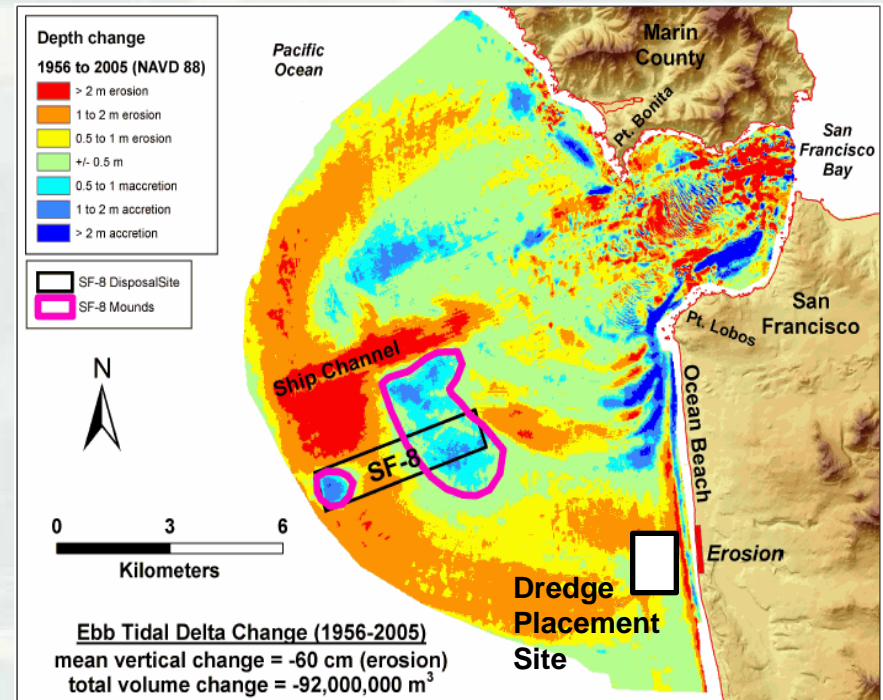 Depth change
1956 to 2005 (NAVD 88)
> 2 m erosion
1 to 2 m erosion
0.5 to 1 m erosion
+/- 0.5 m
0.5 to 1 maccretion
1 to 2 m accretion
> 2 m accretion
SF-8 DisposalSite
SF-8 Mounds
Pacific
Ocean
Marin
County
Pt. Bonita
San
Francisco
Bay
San
Francisco
Pt. Lobos
Ship Channel
Ocean Beach
SF-8
N
0 3 6
Kilometers
Erosion
Dredge
Placement
Site
Ebb Tidal Delta Change (1956-2005)
mean vertical change = -60 cm (erosion)
total volume change = -92,000,000 m³